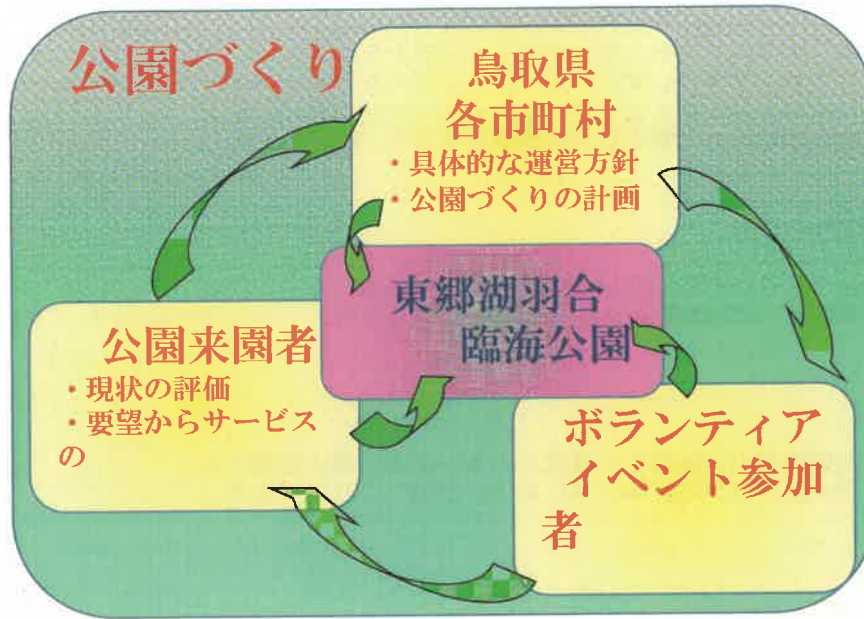 公園づくり
鳥取県
各市町村
・具体的な運営方針
・公園づくりの計画
東郷湖羽合
臨海公園
公園来園者
・現状の評価
・要望からサービス
の
ボランティア
イベント参加
者